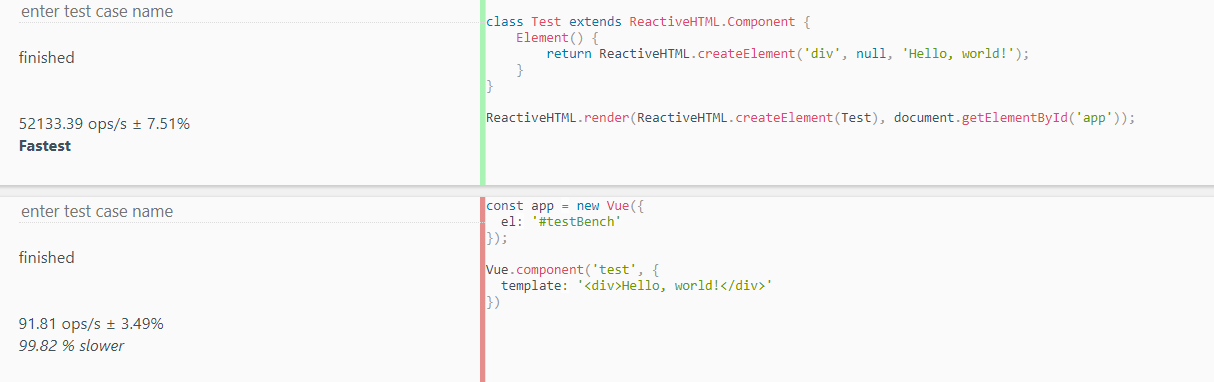 enter test case name
finished
52133.39 ops/s ± 7.51%
Fastest
class Test extends ReactiveHTML.Component {
    Element() {
        return ReactiveHTML.createElement('div', null, 'Hello, world!');
    }
}
ReactiveHTML.render(ReactiveHTML.createElement(Test), document.getElementById('app'));
enter test case name
finished
91.81 ops/s ± 3.49%
99.82 % slower
const app = new Vue({
  el: '#testBench'
});
Vue.component('test', {
  template: '<div>Hello, world!</div>'
})